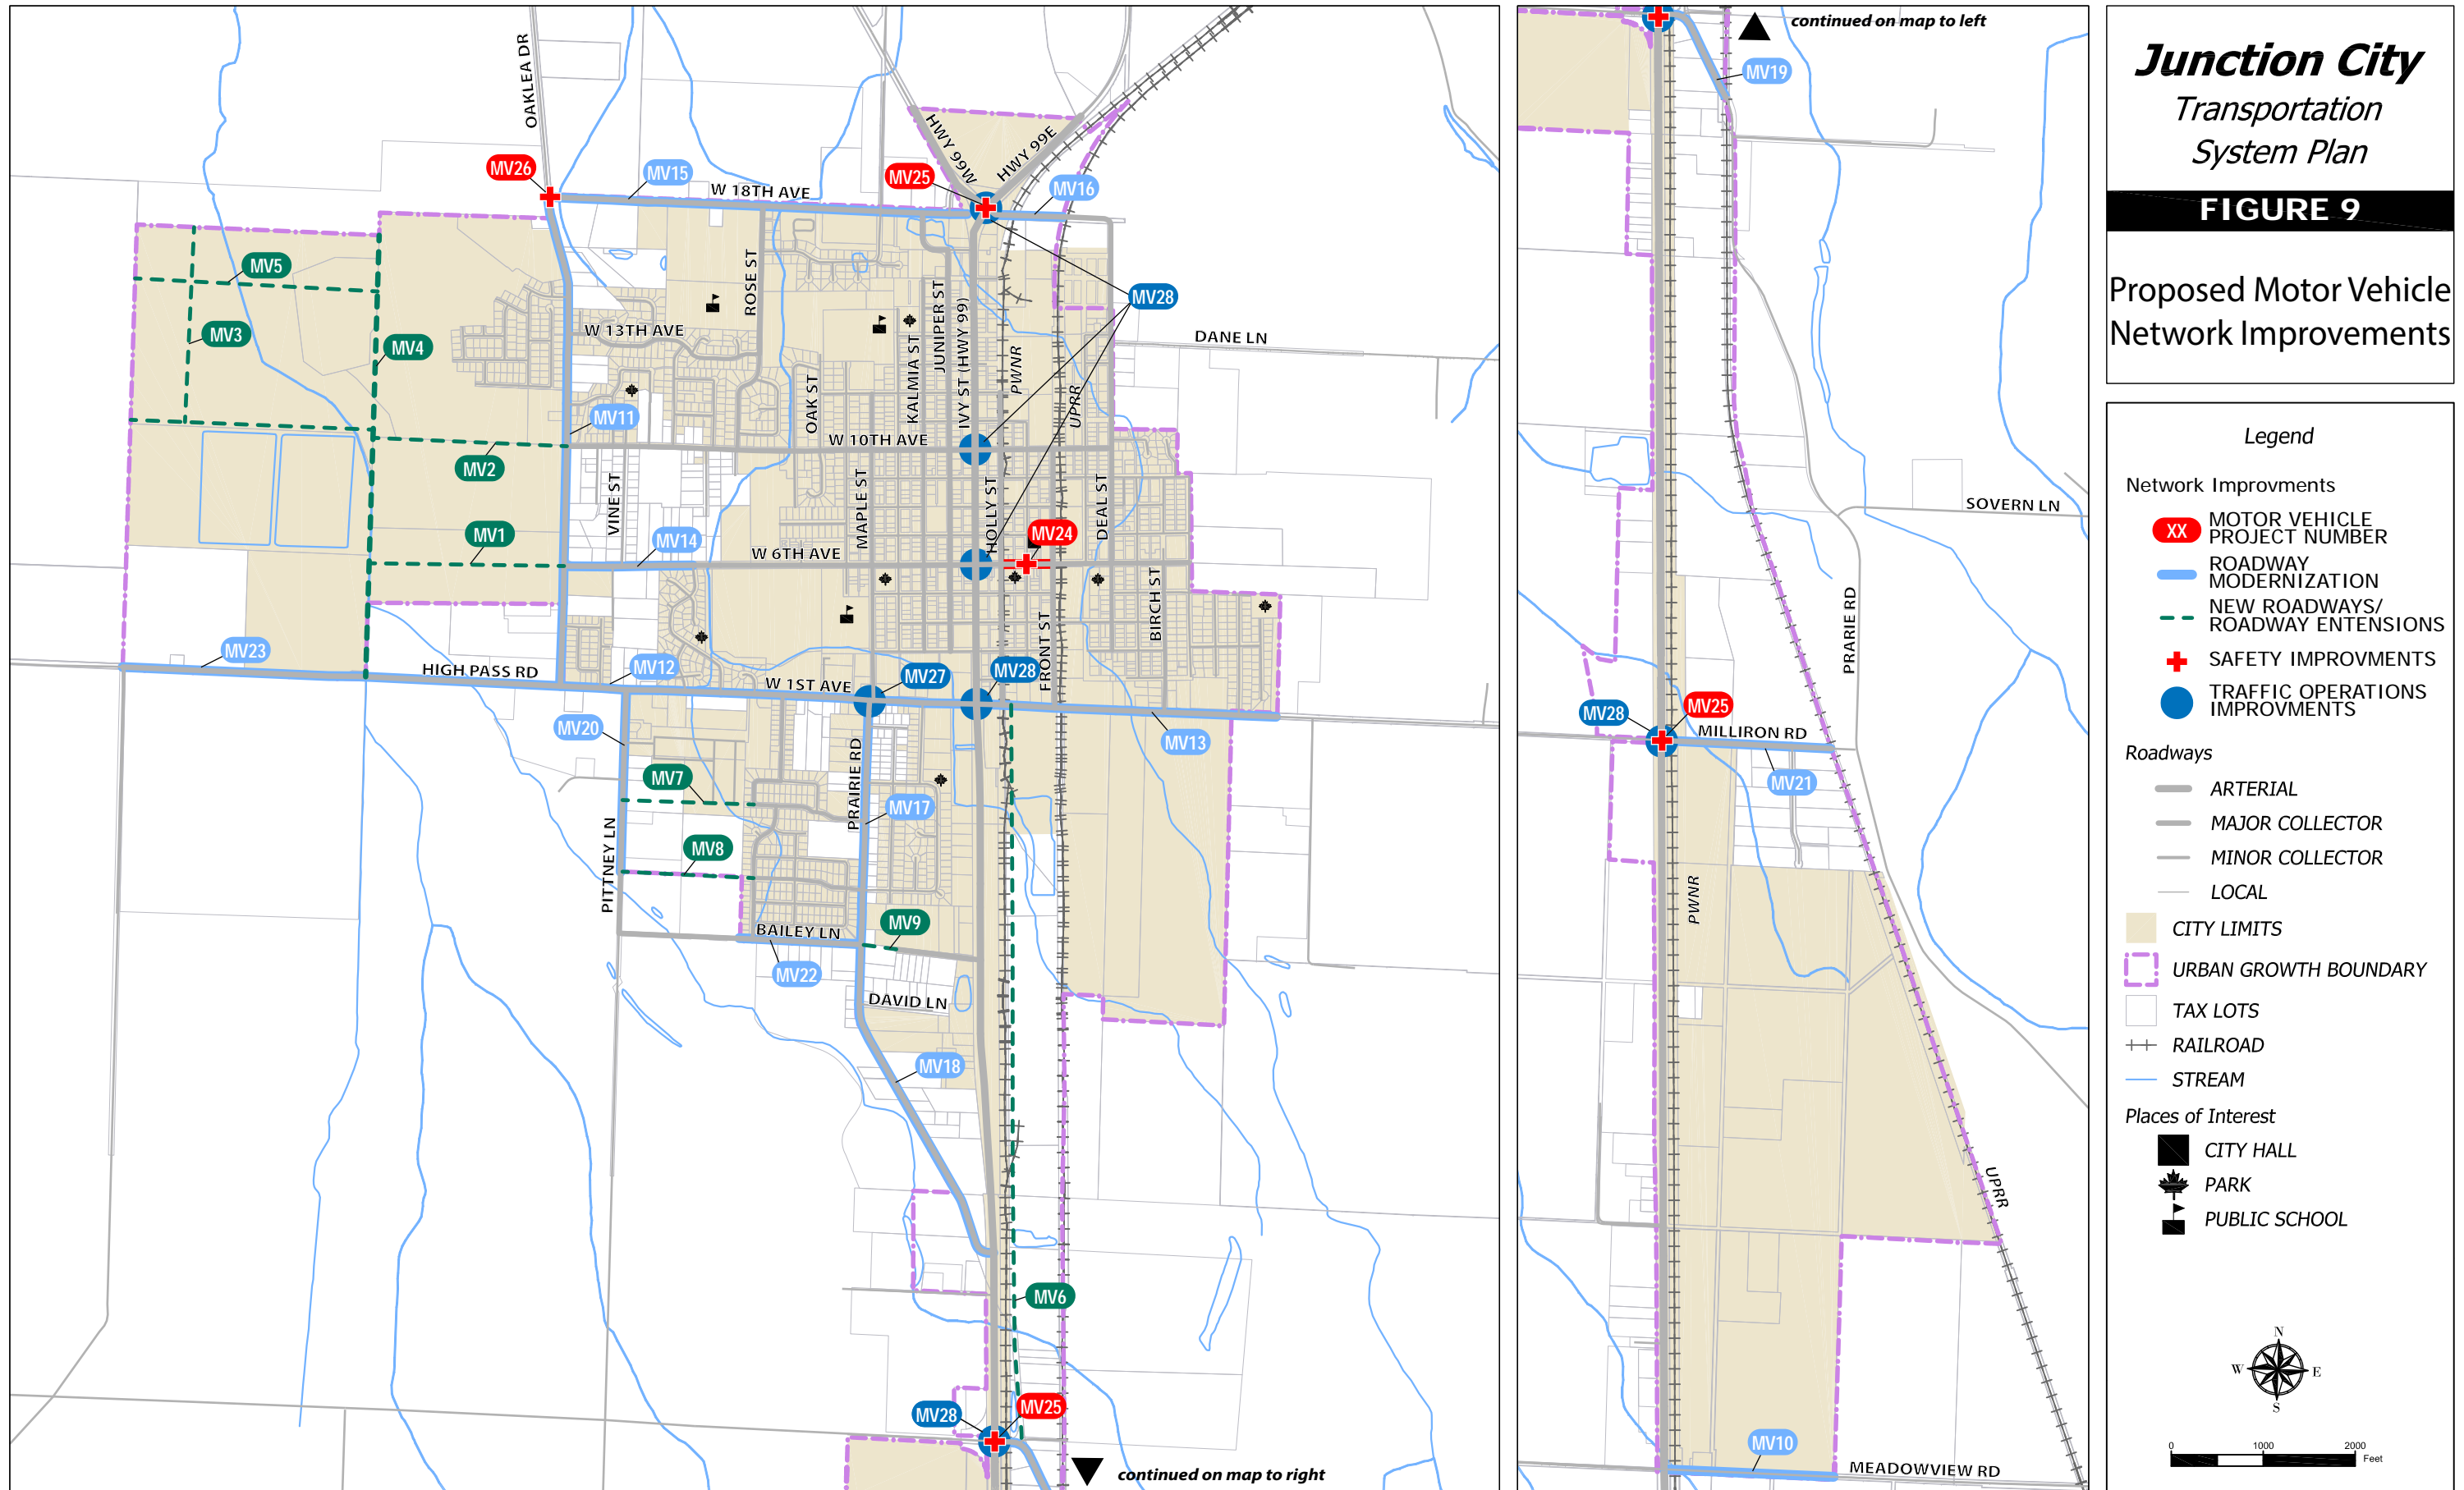 OAKLEA DR
MV26
MV15
W 18TH AVE
MV25
HWY 99W
HWY 99E
MV16
MV5
MV3
MV4
ROSE ST
W 13TH AVE
MV28
JUNIPER ST
KALMIA ST
IVY ST (HWY 99)
PWNR
UPRR
DANE LN
OAK ST
MV11
W 10TH AVE
MV2
VINE ST
MAPLE ST
HOLLY ST
DEAL ST
MV1
MV14
W 6TH AVE
MV24
BIRCH ST
FRONT ST
MV23
HIGH PASS RD
MV12
W 1ST AVE
MV27
MV28
MV20
MV13
PRAIRIE RD
MV7
MV17
PITTNEY LN
MV8
MV9
BAILEY LN
MV22
DAVID LN
MV18
MV6
MV28
MV25
continued on map to right
continued on map to left
MV19
SOVERN LN
PRARIE RD
MV28
MV25
MILLIRON RD
MV21
PWNR
UPRR
MV10
MEADOWVIEW RD
Junction City
Transportation
System Plan
FIGURE 9
Proposed Motor Vehicle
Network Improvements
Legend
Network Improvments
XX
MOTOR VEHICLE
PROJECT NUMBER
ROADWAY
MODERNIZATION
NEW ROADWAYS/
ROADWAY ENTENSIONS
SAFETY IMPROVMENTS
TRAFFIC OPERATIONS
IMPROVMENTS
Roadways
ARTERIAL
MAJOR COLLECTOR
MINOR COLLECTOR
LOCAL
CITY LIMITS
URBAN GROWTH BOUNDARY
TAX LOTS
RAILROAD
STREAM
Places of Interest
CITY HALL
PARK
PUBLIC SCHOOL
N
W
E
S
0 1000 2000
Feet